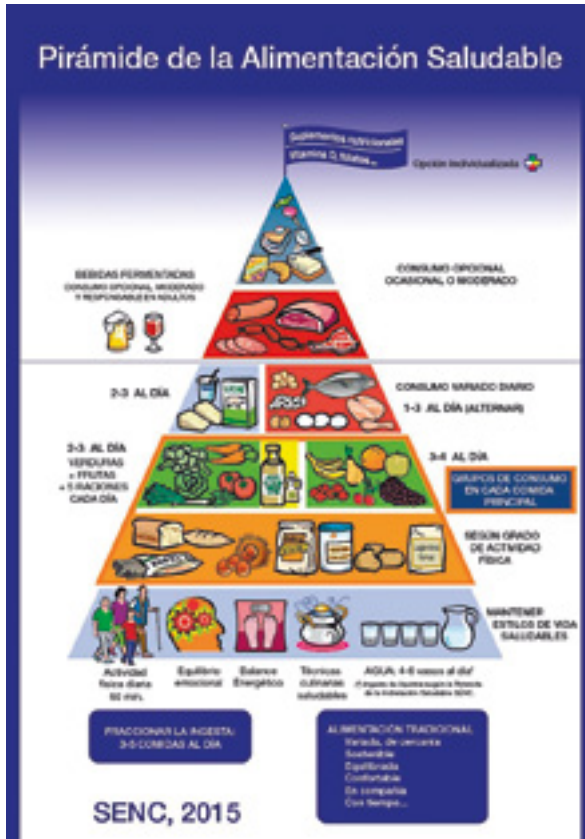 Pirámide de la Alimentación Saludable
Suplementos nutricionales
Vitamina D, folatos...
Opción individualizada
BEBIDAS FERMENTADAS
CONSUMO OPCIONAL, MODERADO
Y RESPONSABLE EN ADULTOS
CONSUMO OPCIONAL
OCASIONAL O MODERADO
2-3 AL DÍA
CONSUMO VARIADO DIARIO
1-3 AL DÍA (ALTERNAR)
2-3 AL DÍA
VERDURAS
+ FRUTAS
= 5 RACIONES
CADA DÍA
3-4 AL DÍA
GRUPOS DE CONSUMO
EN CADA COMIDA
PRINCIPAL
SEGÚN GRADO
DE ACTIVIDAD
FÍSICA
MANTENER
ESTILOS DE VIDA
SALUDABLES
Actividad
física diaria
60 min.
Equilibrio
emocional
Balance
Energético
Técnicas
culinarias
saludables
AGUA: 4-6 vasos al día
FRACCIONAR LA INGESTA:
3-5 COMIDAS AL DÍA
ALIMENTACIÓN TRADICIONAL
Variada, de cercanía
Sostenible
Equilibrada
Confortable
En compañía
Con tiempo...
SENC, 2015